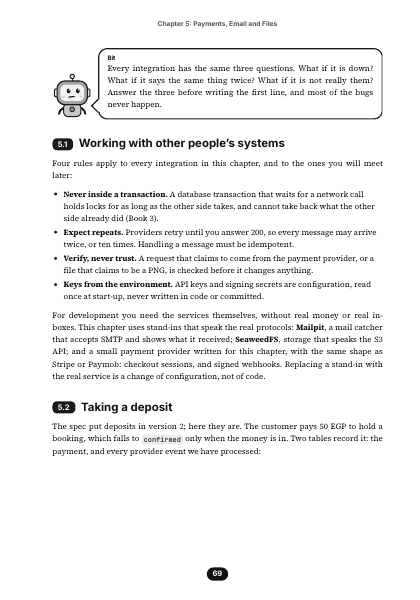 Chapter 5: Payments, Email and Files
Bit
Every integration has the same three questions. What if it is down?
What if it says the same thing twice? What if it is not really them?
Answer the three before writing the first line, and most of the bugs
never happen.
5.1 Working with other people's systems
Four rules apply to every integration in this chapter, and to the ones you will meet
later:
• Never inside a transaction. A database transaction that waits for a network call
holds locks for as long as the other side takes, and cannot take back what the other
side already did (Book 3).
• Expect repeats. Providers retry until you answer 200, so every message may arrive
twice, or ten times. Handling a message must be idempotent.
• Verify, never trust. A request that claims to come from the payment provider, or a
file that claims to be a PNG, is checked before it changes anything.
• Keys from the environment. API keys and signing secrets are configuration, read
once at start-up, never written in code or committed.
For development you need the services themselves, without real money or real in-
boxes. This chapter uses stand-ins that speak the real protocols: Mailpit, a mail catcher
that accepts SMTP and shows what it received; SeaweedFS, storage that speaks the S3
API; and a small payment provider written for this chapter, with the same shape as
Stripe or Paymob: checkout sessions, and signed webhooks. Replacing a stand-in with
the real service is a change of configuration, not of code.
5.2 Taking a deposit
The spec put deposits in version 2; here they are. The customer pays 50 EGP to hold a
booking, which falls to confirmed only when the money is in. Two tables record it: the
payment, and every provider event we have processed:
69